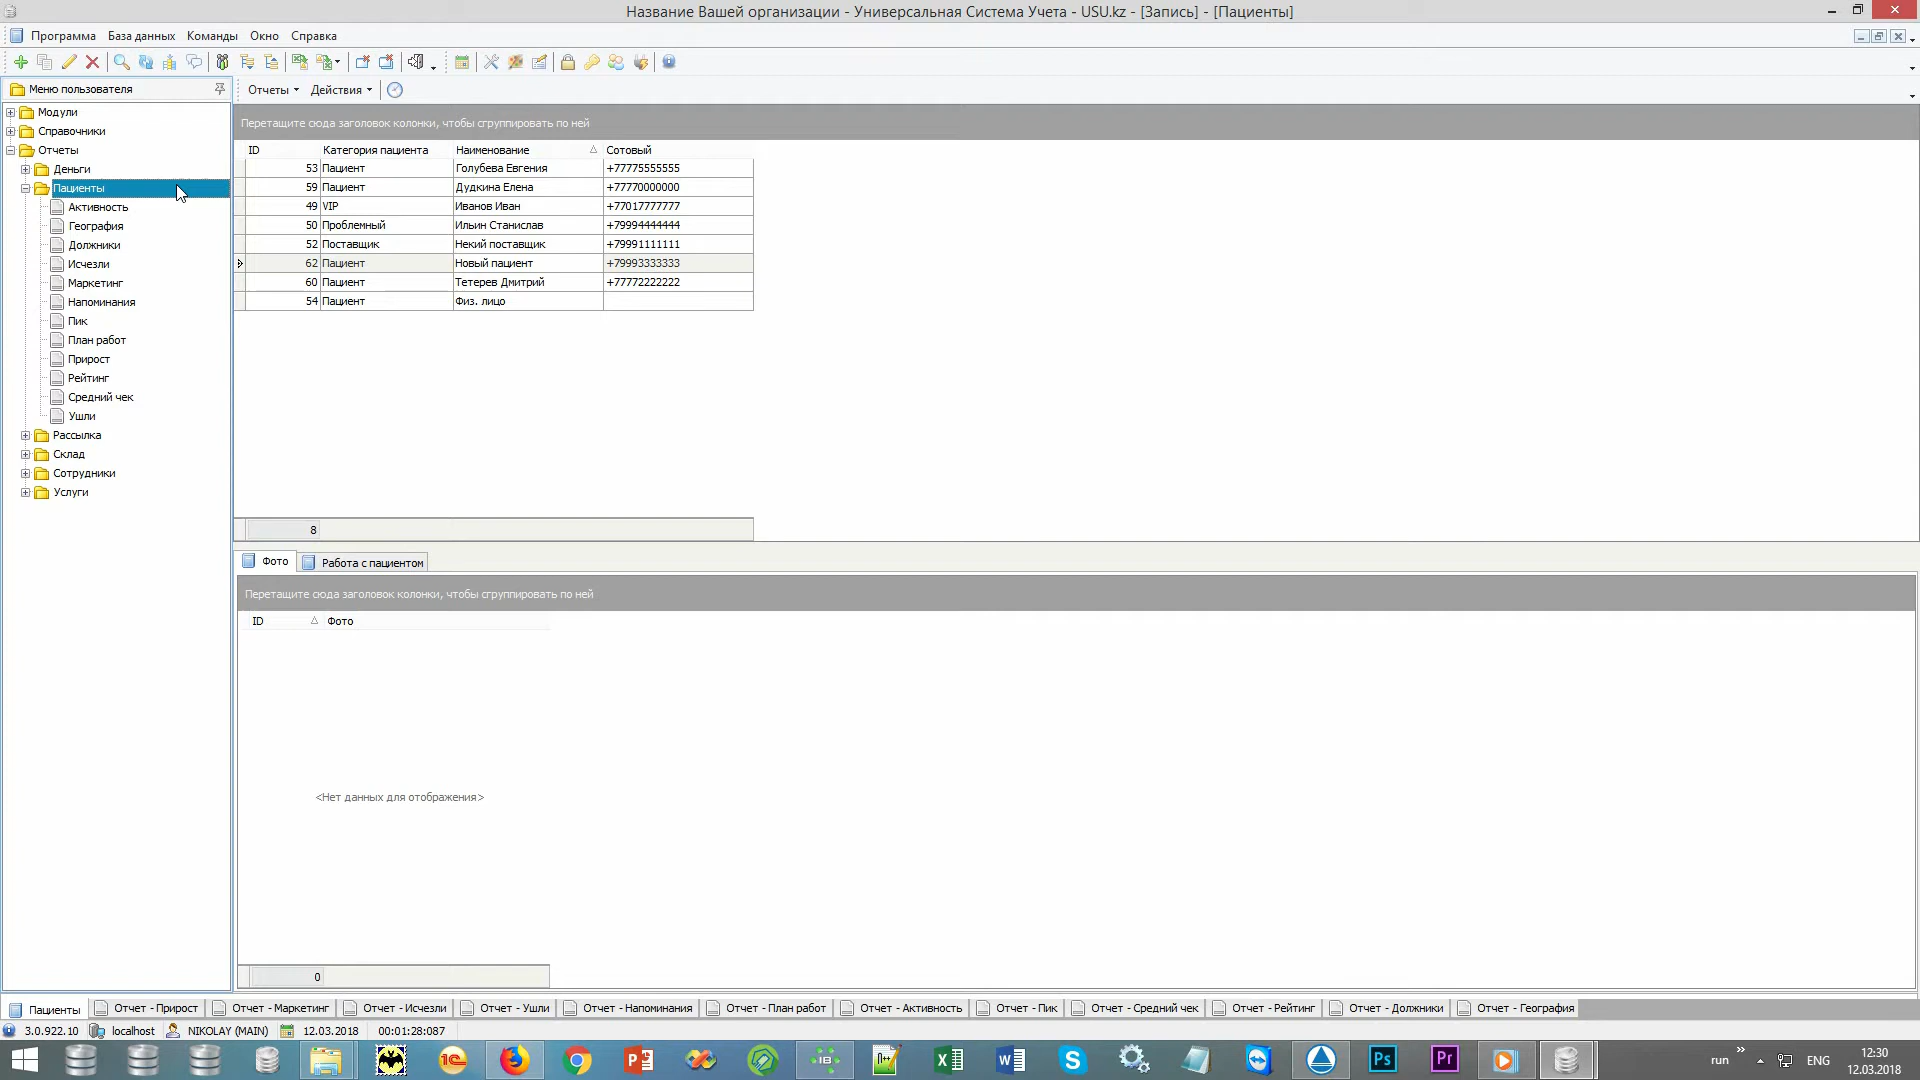 Название Вашей организации - Универсальная Система Учета - USU.kz - [Запись] - [Пациенты]
Программа База данных Команды Окно Справка
Меню пользователя
Отчеты Действия
Модули
Справочники
Отчеты
Деньги
Пациенты
Активность
География
Должники
Исчезли
Маркетинг
Напоминания
Пик
План работ
Прирост
Рейтинг
Средний чек
Ушли
Рассылка
Склад
Сотрудники
Услуги
Перетащите сюда заголовок колонки, чтобы сгруппировать по ней
ID Категория пациента Наименование Сотовый
53 Пациент Голубева Евгения +77775555555
59 Пациент Дудкина Елена +77770000000
49 VIP Иванов Иван +77017777777
50 Проблемный Ильин Станислав +79994444444
52 Поставщик Некий поставщик +79991111111
62 Пациент Новый пациент +79993333333
60 Пациент Тетерев Дмитрий +77772222222
54 Пациент Физ. лицо
8
Фото Работа с пациентом
Перетащите сюда заголовок колонки, чтобы сгруппировать по ней
ID Фото
<Нет данных для отображения>
0
Пациенты Отчет - Прирост Отчет - Маркетинг Отчет - Исчезли Отчет - Ушли Отчет - Напоминания Отчет - План работ Отчет - Активность Отчет - Пик Отчет - Средний чек Отчет - Рейтинг Отчет - Должники Отчет - География
3.0.922.10 localhost NIKOLAY (MAIN) 12.03.2018 00:01:28:087
1С IB Ps Pr run ENG 12:30
12.03.2018